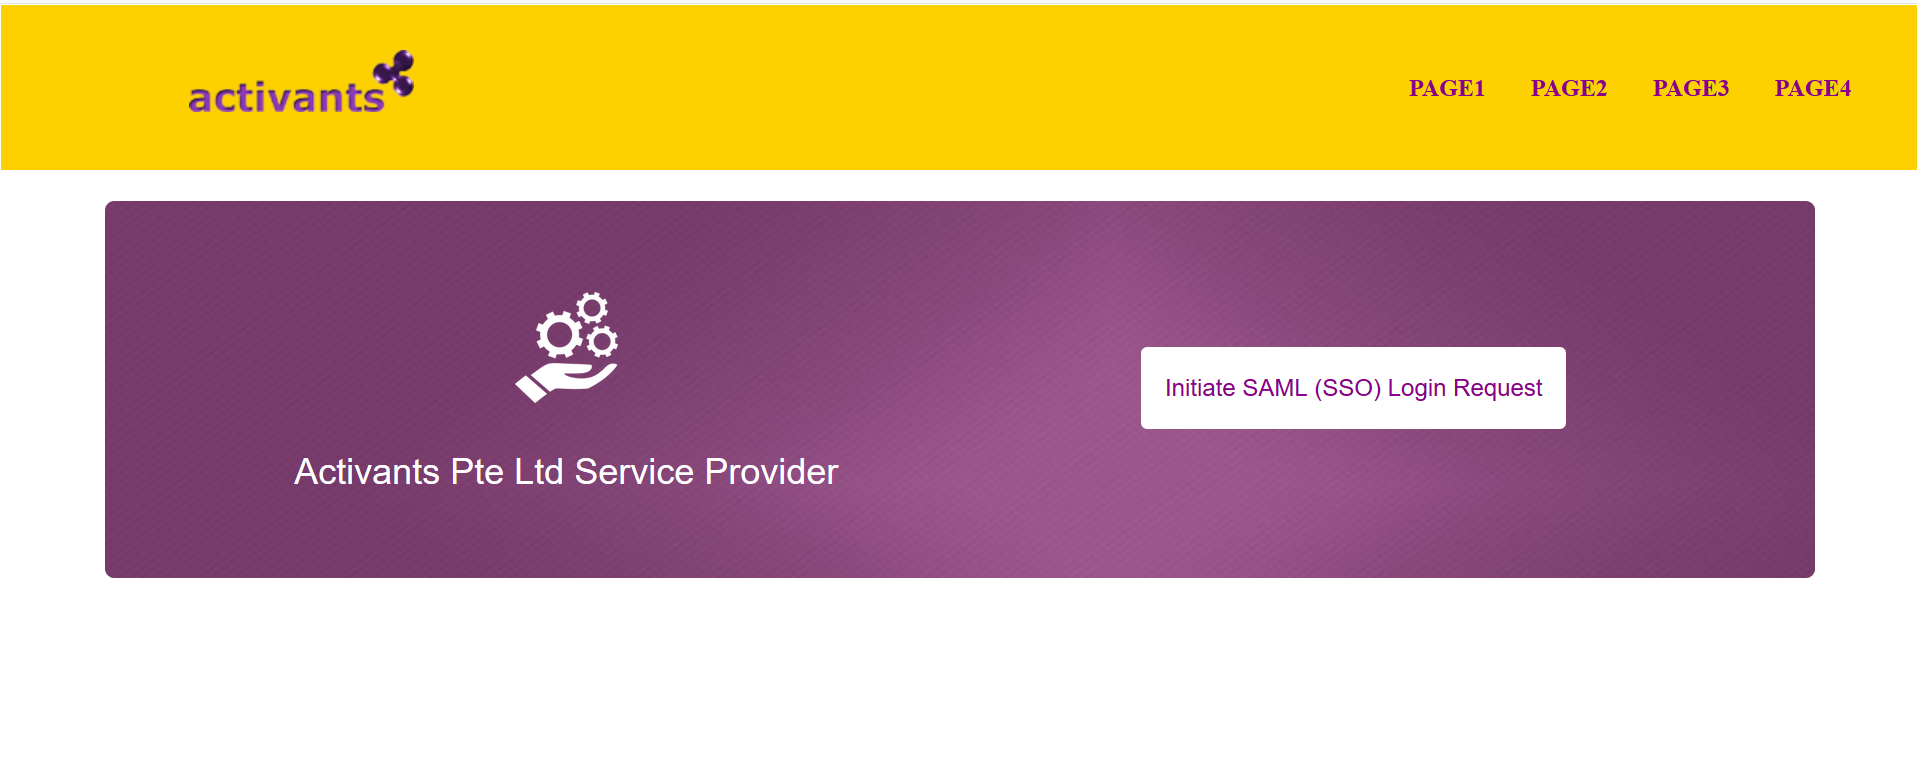 activants
PAGE1 PAGE2 PAGE3 PAGE4
Initiate SAML (SSO) Login Request
Activants Pte Ltd Service Provider